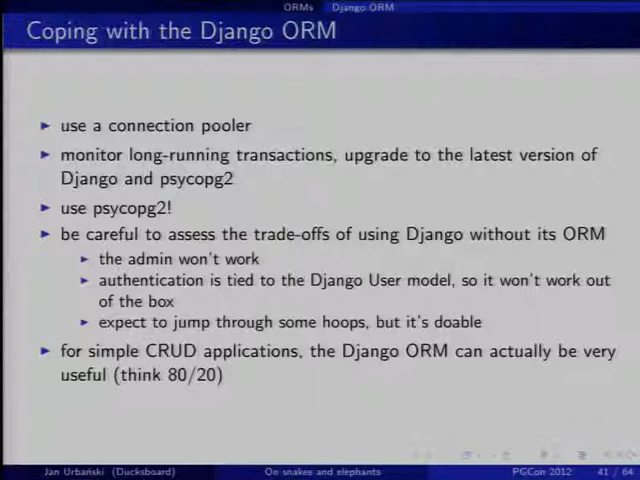 ORMs Django ORM
Coping with the Django ORM
use a connection pooler
monitor long-running transactions, upgrade to the latest version of
Django and psycopg2
use psycopg2!
be careful to assess the trade-offs of using Django without its ORM
the admin won't work
authentication is tied to the Django User model, so it won't work out
of the box
expect to jump through some hoops, but it's doable
for simple CRUD applications, the Django ORM can actually be very
useful (think 80/20)
Jan Urbański (Ducksboard) On snakes and elephants PGCon 2012 41 / 64